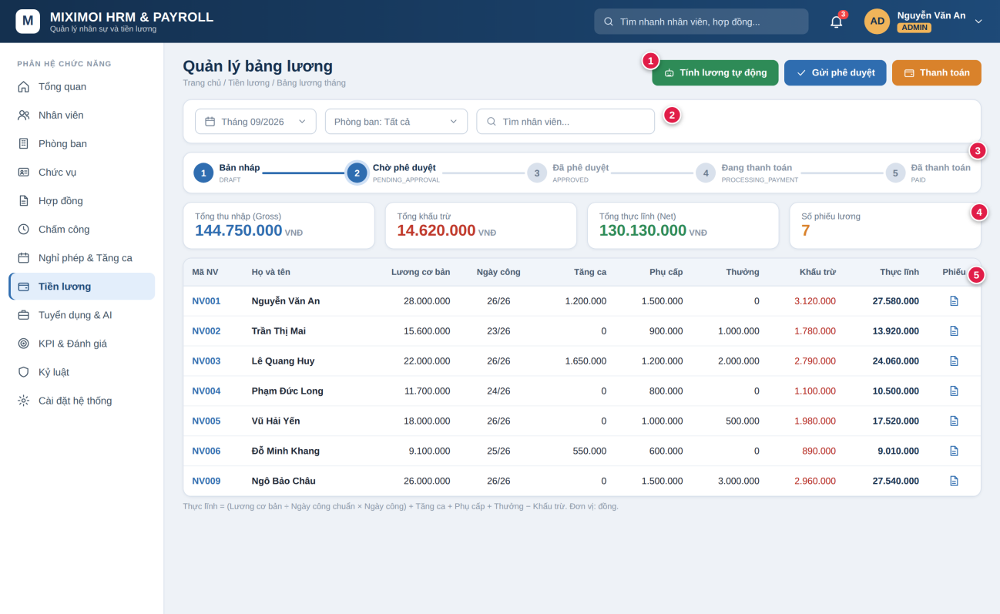 M
MIXIMOI HRM & PAYROLL
Quản lý nhân sự và tiền lương
Tìm nhanh nhân viên, hợp đồng...
3
AD
Nguyễn Văn An
ADMIN
PHÂN HỆ CHỨC NĂNG
Tổng quan
Nhân viên
Phòng ban
Chức vụ
Hợp đồng
Chấm công
Nghỉ phép & Tăng ca
Tiền lương
Tuyển dụng & AI
KPI & Đánh giá
Kỷ luật
Cài đặt hệ thống
Quản lý bảng lương
Trang chủ / Tiền lương / Bảng lương tháng
1
Tính lương tự động
Gửi phê duyệt
Thanh toán
Tháng 09/2026
Phòng ban: Tất cả
Tìm nhân viên...
2
3
1 Bản nháp
DRAFT
2 Chờ phê duyệt
PENDING_APPROVAL
3 Đã phê duyệt
APPROVED
4 Đang thanh toán
PROCESSING_PAYMENT
5 Đã thanh toán
PAID
Tổng thu nhập (Gross)
144.750.000 VNĐ
Tổng khấu trừ
14.620.000 VNĐ
Tổng thực lĩnh (Net)
130.130.000 VNĐ
Số phiếu lương
7
4
Mã NV Họ và tên Lương cơ bản Ngày công Tăng ca Phụ cấp Thưởng Khấu trừ Thực lĩnh Phiếu
5
NV001 Nguyễn Văn An 28.000.000 26/26 1.200.000 1.500.000 0 3.120.000 27.580.000
NV002 Trần Thị Mai 15.600.000 23/26 0 900.000 1.000.000 1.780.000 13.920.000
NV003 Lê Quang Huy 22.000.000 26/26 1.650.000 1.200.000 2.000.000 2.790.000 24.060.000
NV004 Phạm Đức Long 11.700.000 24/26 0 800.000 0 1.100.000 10.500.000
NV005 Vũ Hải Yến 18.000.000 26/26 0 1.000.000 500.000 1.980.000 17.520.000
NV006 Đỗ Minh Khang 9.100.000 25/26 550.000 600.000 0 890.000 9.010.000
NV009 Ngô Bảo Châu 26.000.000 26/26 0 1.500.000 3.000.000 2.960.000 27.540.000
Thực lĩnh = (Lương cơ bản ÷ Ngày công chuẩn × Ngày công) + Tăng ca + Phụ cấp + Thưởng − Khấu trừ. Đơn vị: đồng.